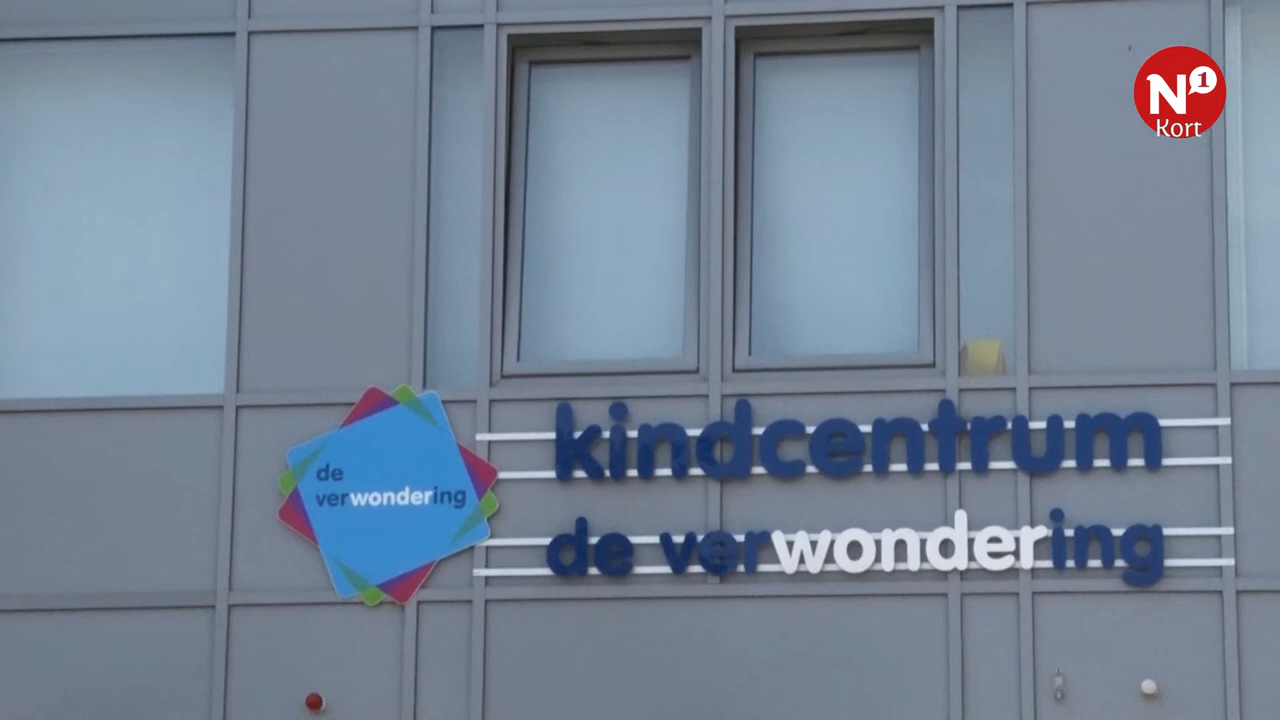 N1
Kort
kindcentrum
de verwondering
de
verwondering